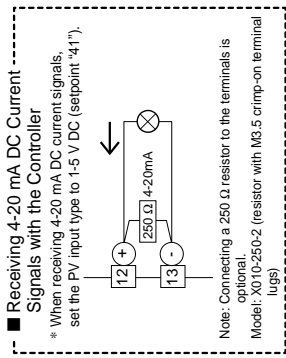 ■ Receiving 4-20 mA DC Current
Signals with the Controller
* When receiving 4-20 mA DC current signals,
set the PV input type to 1-5 V DC (setpoint "41").
12 +
250 Ω 4-20mA
13 -
Note: Connecting a 250 Ω resistor to the terminals is
optional.
Model: X010-250-2 (resistor with M3.5 crimp-on terminal
lugs)